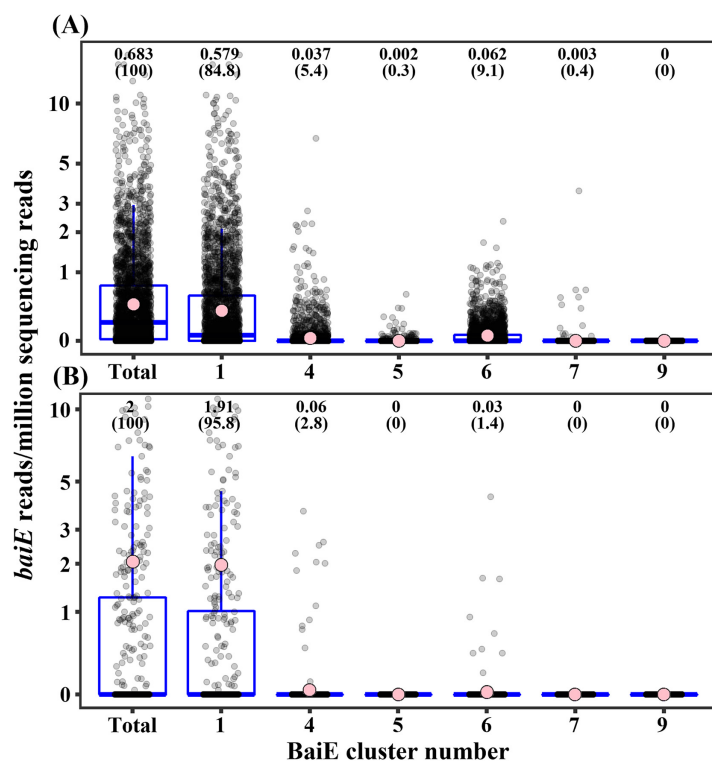 (A)
0.683 0.579 0.037 0.002 0.062 0.003 0
(100) (84.8) (5.4) (0.3) (9.1) (0.4) (0)
10
5
3
2
1
0
Total 1 4 5 6 7 9
(B)
2 1.91 0.06 0 0.03 0 0
(100) (95.8) (2.8) (0) (1.4) (0) (0)
10
5
3
2
1
0
Total 1 4 5 6 7 9
BaiE cluster number
baiE reads/million sequencing reads